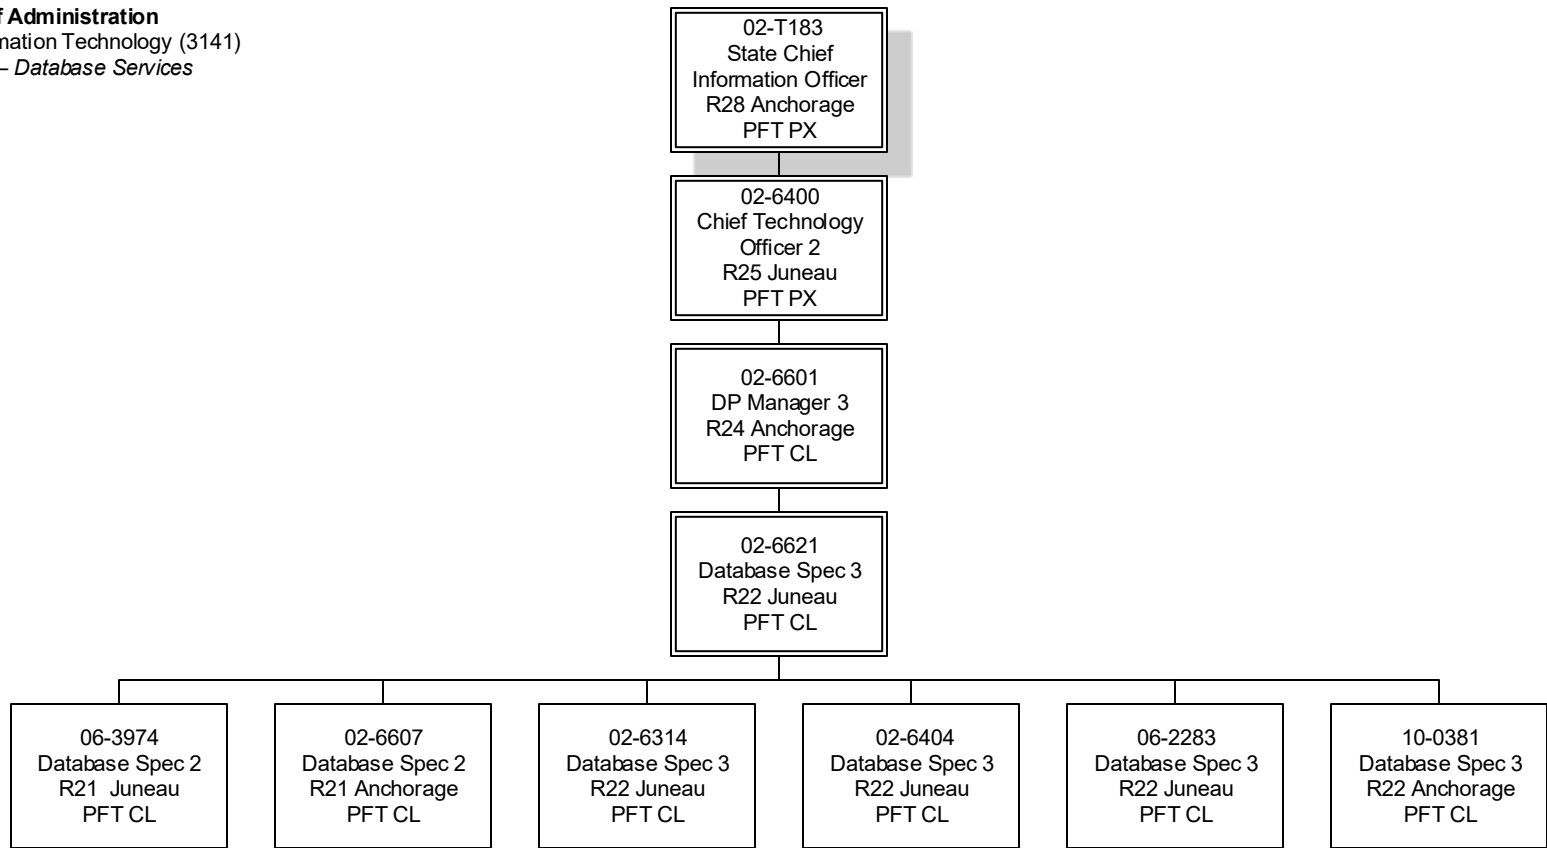 f Administration
mation Technology (3141)
– Database Services
02-T183
State Chief
Information Officer
R28 Anchorage
PFT PX
02-6400
Chief Technology
Officer 2
R25 Juneau
PFT PX
02-6601
DP Manager 3
R24 Anchorage
PFT CL
02-6621
Database Spec 3
R22 Juneau
PFT CL
06-3974
Database Spec 2
R21 Juneau
PFT CL
02-6607
Database Spec 2
R21 Anchorage
PFT CL
02-6314
Database Spec 3
R22 Juneau
PFT CL
02-6404
Database Spec 3
R22 Juneau
PFT CL
06-2283
Database Spec 3
R22 Juneau
PFT CL
10-0381
Database Spec 3
R22 Anchorage
PFT CL